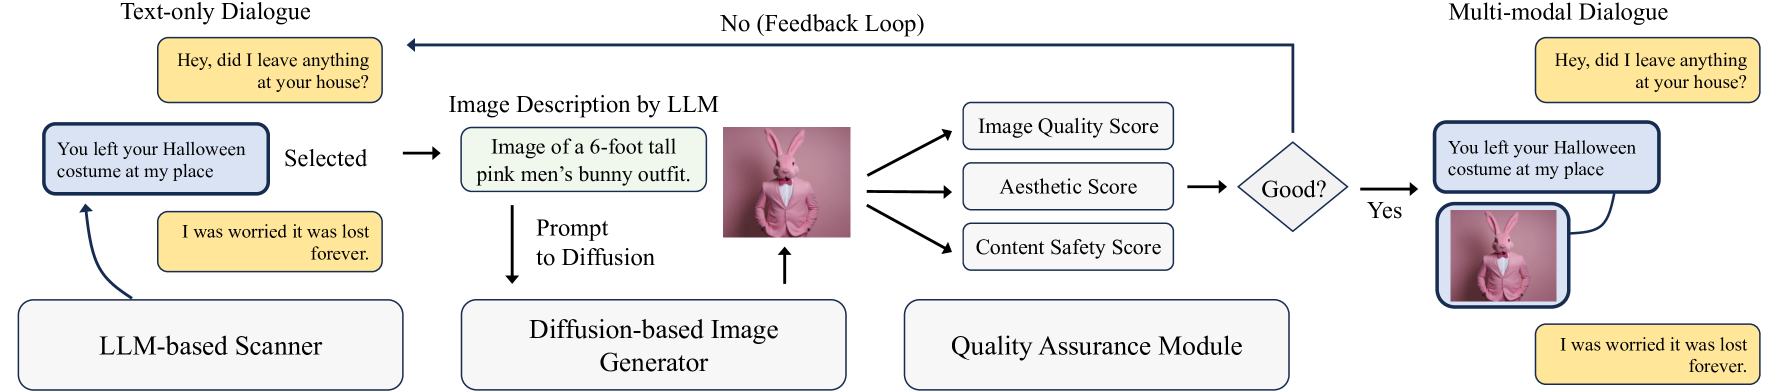 Text-only Dialogue
Hey, did I leave anything
at your house?
You left your Halloween
costume at my place
Selected
I was worried it was lost
forever.
LLM-based Scanner
No (Feedback Loop)
Image Description by LLM
Image of a 6-foot tall
pink men's bunny outfit.
Prompt
to Diffusion
Diffusion-based Image
Generator
Image Quality Score
Aesthetic Score
Content Safety Score
Quality Assurance Module
Good?
Yes
Multi-modal Dialogue
Hey, did I leave anything
at your house?
You left your Halloween
costume at my place
I was worried it was lost
forever.